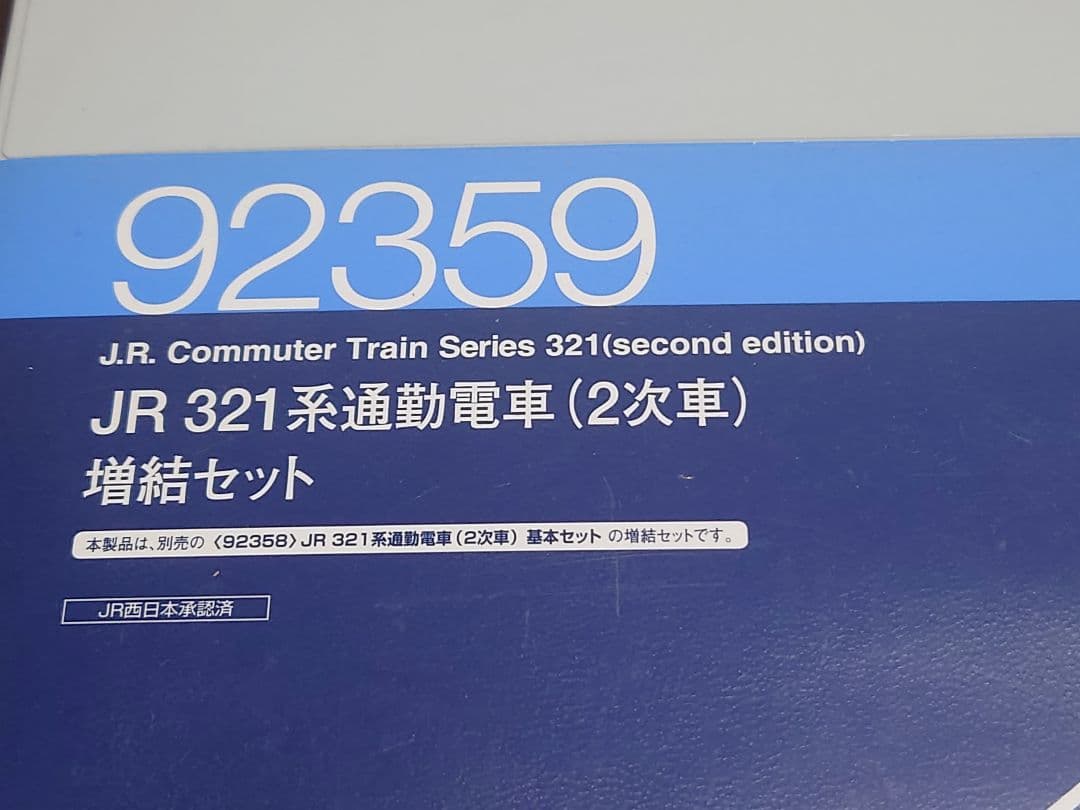 92359
J.R. Commuter Train Series 321(second edition)
JR 321系通勤電車(2次車)
増結セット
本製品は、別売の〈92358〉JR 321系通勤電車(2次車) 基本セット の増結セットです。
JR西日本承認済